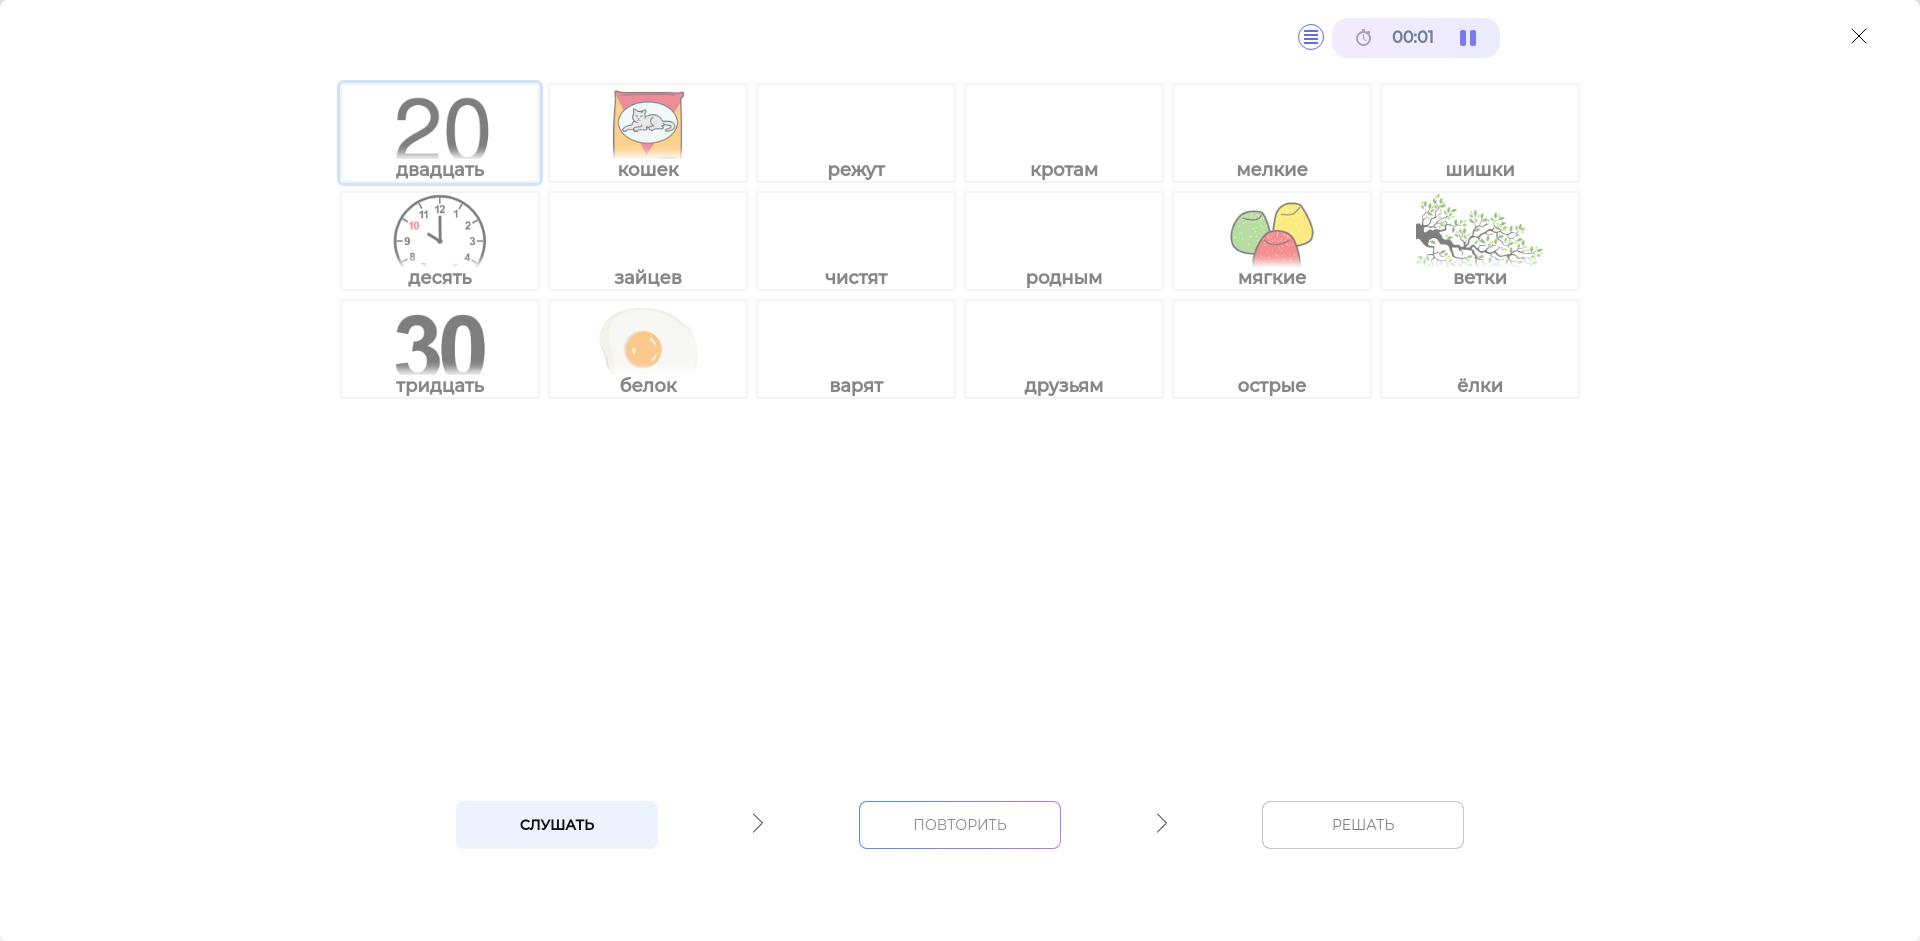 00:01
20
двадцать
кошек
режут
кротам
мелкие
шишки
12
11
1
10
2
9
3
8
4
десять
зайцев
чистят
родным
мягкие
ветки
30
тридцать
белок
варят
друзьям
острые
ёлки
СЛУШАТЬ
ПОВТОРИТЬ
РЕШАТЬ